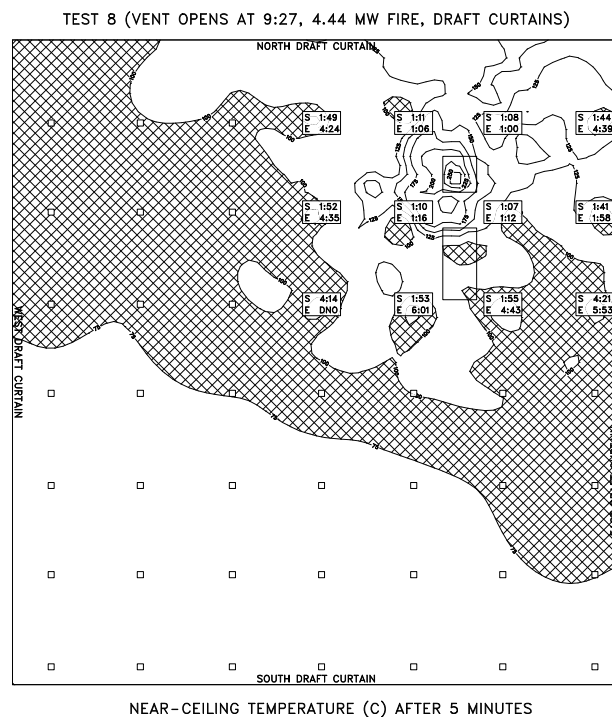 TEST 8 (VENT OPENS AT 9:27, 4.44 MW FIRE, DRAFT CURTAINS)
NORTH DRAFT CURTAIN
S 1:49
E 4:24
S 1:11
E 1:06
S 1:08
E 1:00
S 1:44
E 4:39
S 1:52
E 4:35
S 1:10
E 1:16
S 1:07
E 1:12
S 1:41
E 1:58
S 4:14
E DNO
S 1:53
E 6:01
S 1:55
E 4:43
S 4:21
E 5:53
WEST DRAFT CURTAIN
SOUTH DRAFT CURTAIN
NEAR-CEILING TEMPERATURE (C) AFTER 5 MINUTES